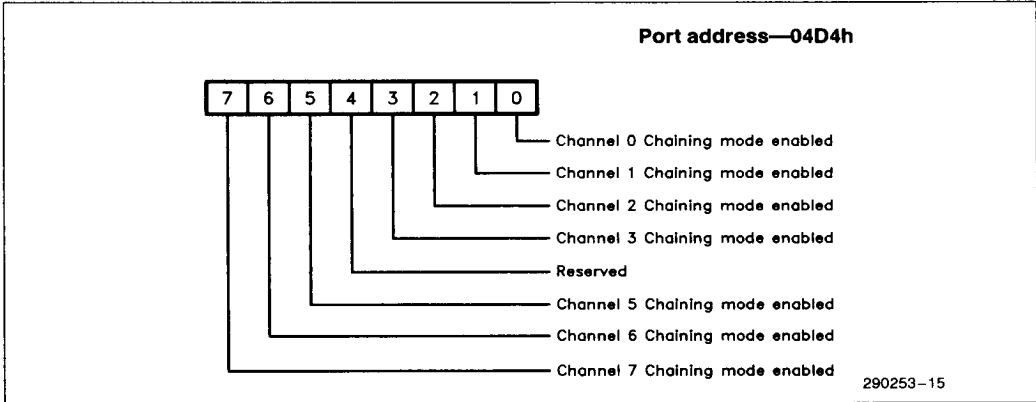 Port address—04D4h
7 6 5 4 3 2 1 0
Channel 0 Chaining mode enabled
Channel 1 Chaining mode enabled
Channel 2 Chaining mode enabled
Channel 3 Chaining mode enabled
Reserved
Channel 5 Chaining mode enabled
Channel 6 Chaining mode enabled
Channel 7 Chaining mode enabled
290253-15